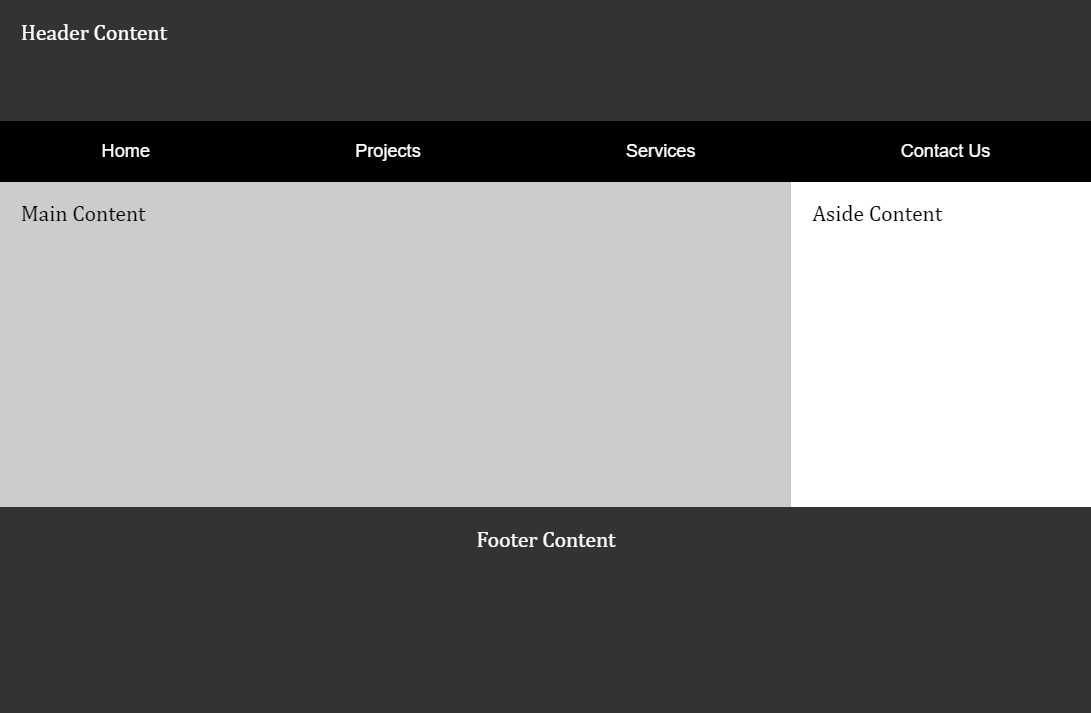 Header Content
Home Projects Services Contact Us
Main Content
Aside Content
Footer Content